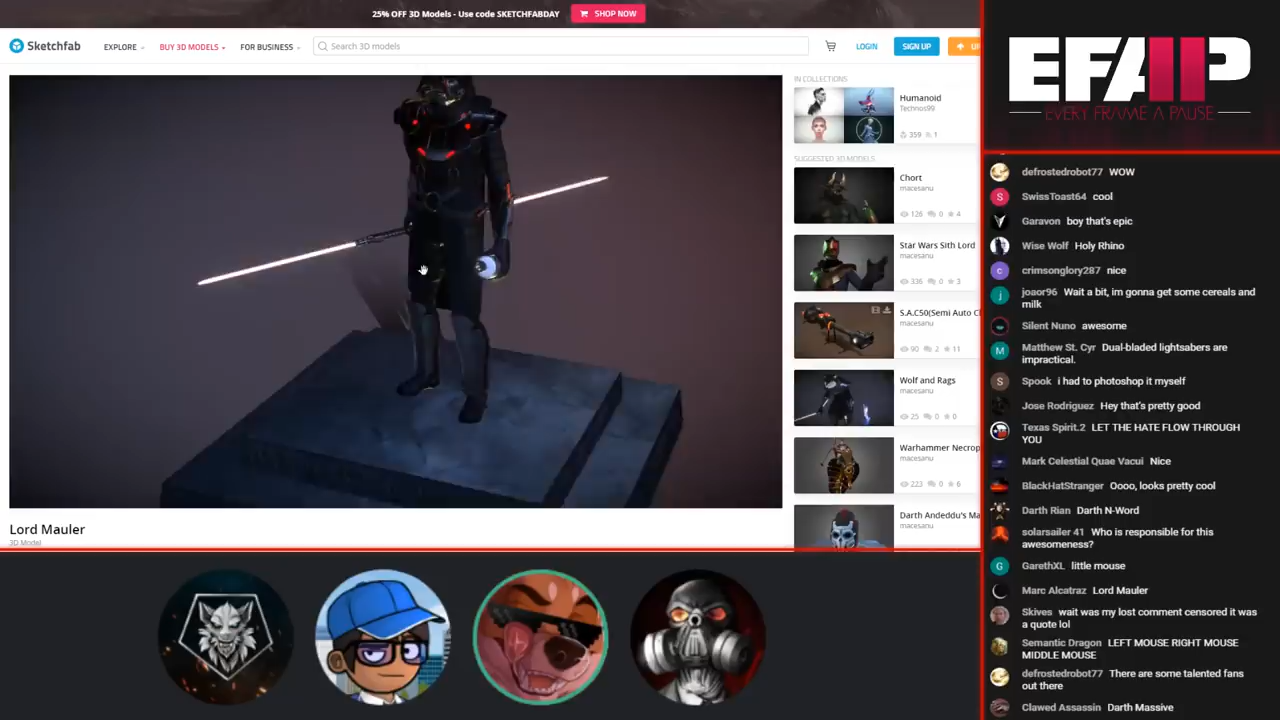 25% OFF 3D Models - Use code SKETCHFABDAY
SHOP NOW
Sketchfab
EXPLORE
BUY 3D MODELS
FOR BUSINESS
Search 3D models
LOGIN
SIGN UP
IN COLLECTIONS
Humanoid
Technos99
359
1
SUGGESTED 3D MODELS
Chort
macesanu
126 0 4
Star Wars Sith Lord
macesanu
336 0 3
S.A.C50(Semi Auto C
macesanu
90 2 11
Wolf and Rags
macesanu
25 0 0
Warhammer Necrop
macesanu
223 0 6
Darth Andeddu's Ma
macesanu
Lord Mauler
3D Model
EFAP
EVERY FRAME A PAUSE
defrostedrobot77 WOW
SwissToast64 cool
Garavon boy that's epic
Wise Wolf Holy Rhino
crimsonglory287 nice
joaor96 Wait a bit, im gonna get some cereals and
milk
Silent Nuno awesome
Matthew St. Cyr Dual-bladed lightsabers are
impractical.
Spook i had to photoshop it myself
Jose Rodriguez Hey that's pretty good
Texas Spirit.2 LET THE HATE FLOW THROUGH
YOU
Mark Celestial Quae Vacui Nice
BlackHatStranger Oooo, looks pretty cool
Darth Rian Darth N-Word
solarsailer 41 Who is responsible for this
awesomeness?
GarethXL little mouse
Marc Alcatraz Lord Mauler
Skives wait was my lost comment censored it was
a quote lol
Semantic Dragon LEFT MOUSE RIGHT MOUSE
MIDDLE MOUSE
defrostedrobot77 There are some talented fans
out there
Clawed Assassin Darth Massive